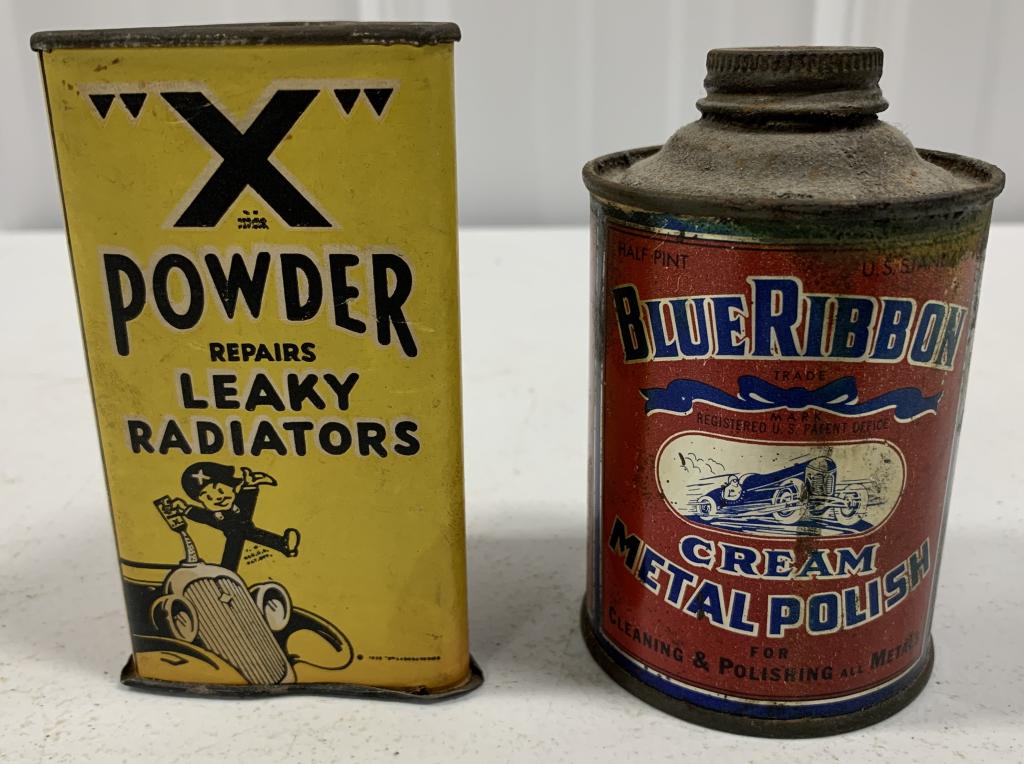 "X"
POWDER
REPAIRS
LEAKY
RADIATORS
X
HALF PINT
U.S. STAND
BLUE RIBBON
TRADE
MARK
REGISTERED U.S. PATENT OFFICE
CREAM
METAL POLISH
FOR
CLEANING & POLISHING ALL METALS